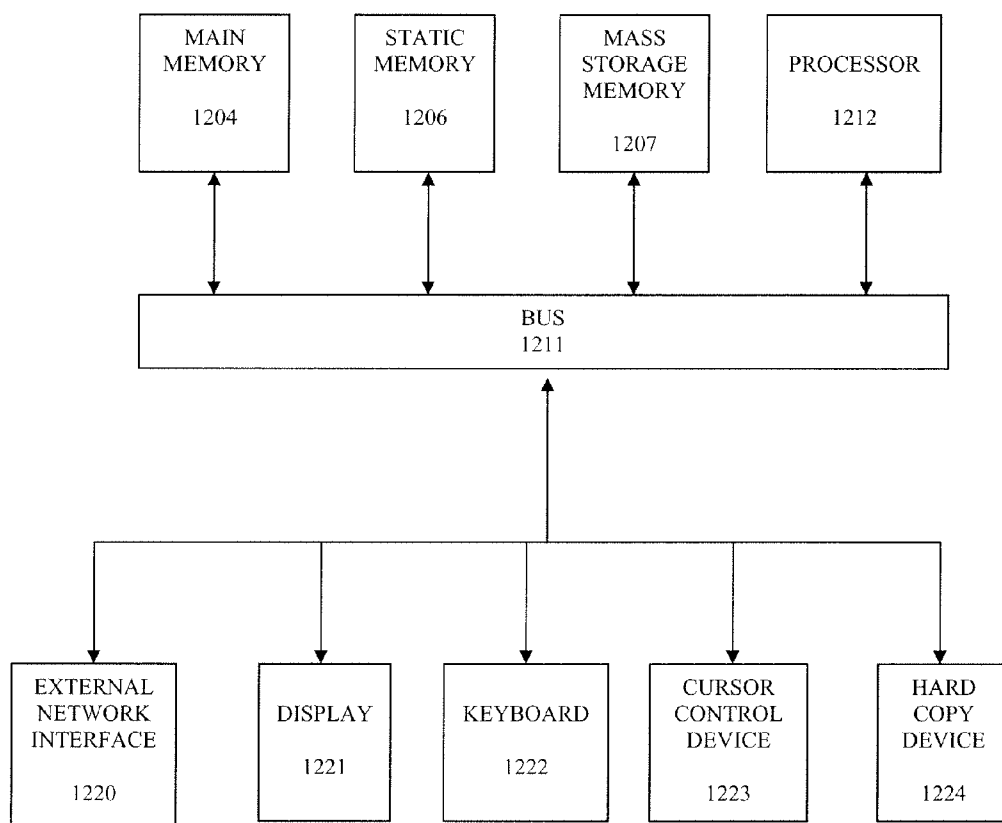 MAIN
MEMORY
1204
STATIC
MEMORY
1206
MASS
STORAGE
MEMORY
1207
PROCESSOR
1212
BUS
1211
EXTERNAL
NETWORK
INTERFACE
1220
DISPLAY
1221
KEYBOARD
1222
CURSOR
CONTROL
DEVICE
1223
HARD
COPY
DEVICE
1224